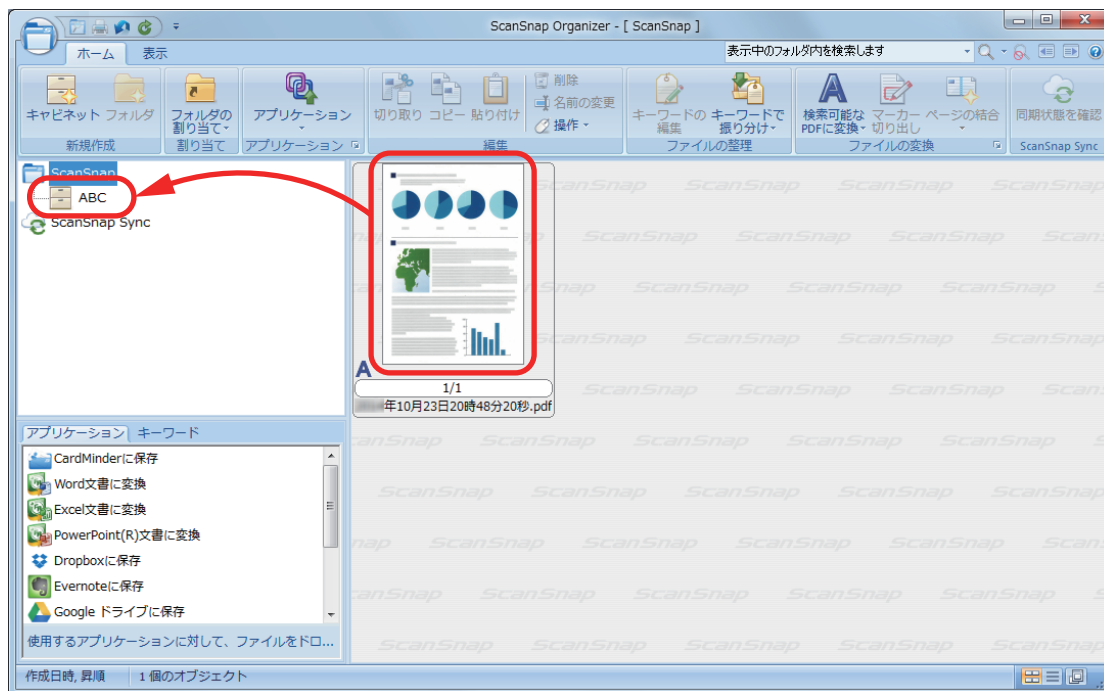 ScanSnap Organizer - [ ScanSnap ]
ホーム 表示
表示中のフォルダ内を検索します
キャビネット フォルダ
新規作成
フォルダの
割り当て
割り当て
アプリケーション
アプリケーション
切り取り コピー 貼り付け
削除
名前の変更
操作
編集
キーワードの
編集
キーワードで
振り分け
ファイルの整理
検索可能な
PDFに変換
マーカー
切り出し
ページの結合
ファイルの変換
同期状態を確認
ScanSnap Sync
ScanSnap
ABC
ScanSnap Sync
A
1/1
年10月23日20時48分20秒.pdf
アプリケーション キーワード
CardMinderに保存
Word文書に変換
Excel文書に変換
PowerPoint(R)文書に変換
Dropboxに保存
Evernoteに保存
Google ドライブに保存
使用するアプリケーションに対して、ファイルをドロ...
作成日時, 昇順 1 個のオブジェクト